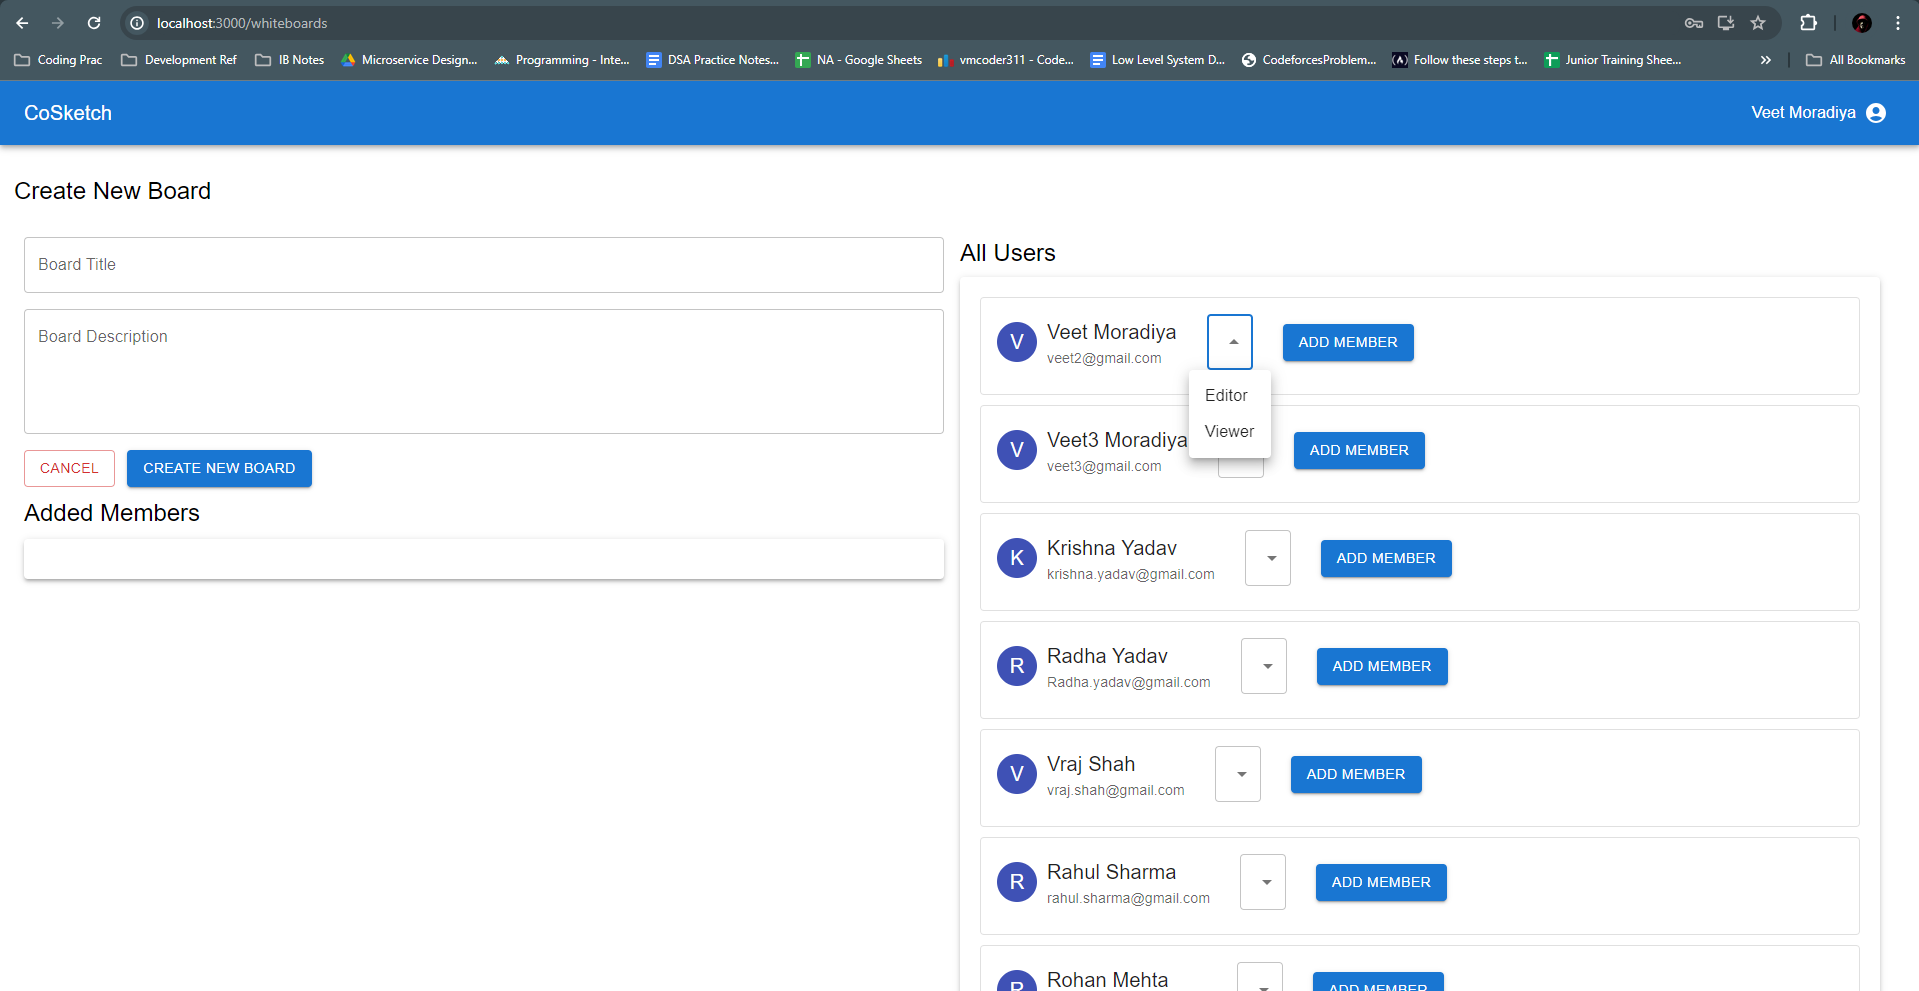 localhost:3000/whiteboards
Coding Prac
Development Ref
IB Notes
Microservice Design...
Programming - Inte...
DSA Practice Notes...
NA - Google Sheets
vmcoder311 - Code...
Low Level System D...
CodeforcesProblem...
Follow these steps t...
Junior Training Shee...
All Bookmarks
CoSketch
Veet Moradiya
Create New Board
Board Title
Board Description
CANCEL
CREATE NEW BOARD
Added Members
All Users
V
Veet Moradiya
veet2@gmail.com
ADD MEMBER
Editor
Viewer
V
Veet3 Moradiya
veet3@gmail.com
ADD MEMBER
K
Krishna Yadav
krishna.yadav@gmail.com
ADD MEMBER
R
Radha Yadav
Radha.yadav@gmail.com
ADD MEMBER
V
Vraj Shah
vraj.shah@gmail.com
ADD MEMBER
R
Rahul Sharma
rahul.sharma@gmail.com
ADD MEMBER
R
Rohan Mehta
ADD MEMBER